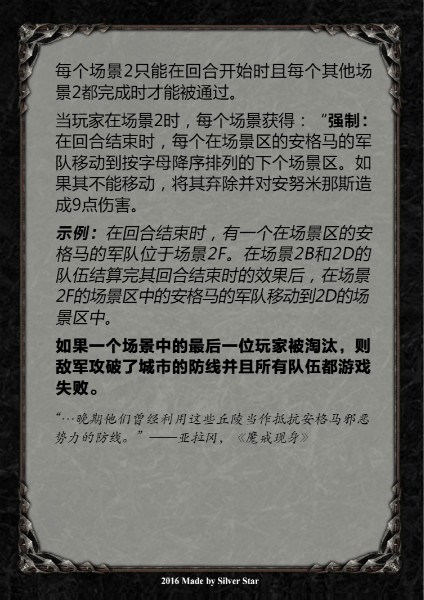 每个场景2只能在回合开始时且每个其他场
景2都完成时才能被通过。
当玩家在场景2时，每个场景获得：“强制：
在回合结束时，每个在场景区的安格马的军
队移动到按字母降序排列的下个场景区。如
果其不能移动，将其弃除并对安努米那斯造
成9点伤害。
示例：在回合结束时，有一个在场景区的安
格马的军队位于场景2F。在场景2B和2D的
队伍结算完其回合结束时的效果后，在场景
2F的场景区中的安格马的军队移动到2D的场
景区中。
如果一个场景中的最后一位玩家被淘汰，则
敌军攻破了城市的防线并且所有队伍都游戏
失败。
“…晚期他们曾经利用这些丘陵当作抵抗安格马邪恶
势力的防线。”——亚拉冈，《魔戒现身》
2016 Made by Silver Star